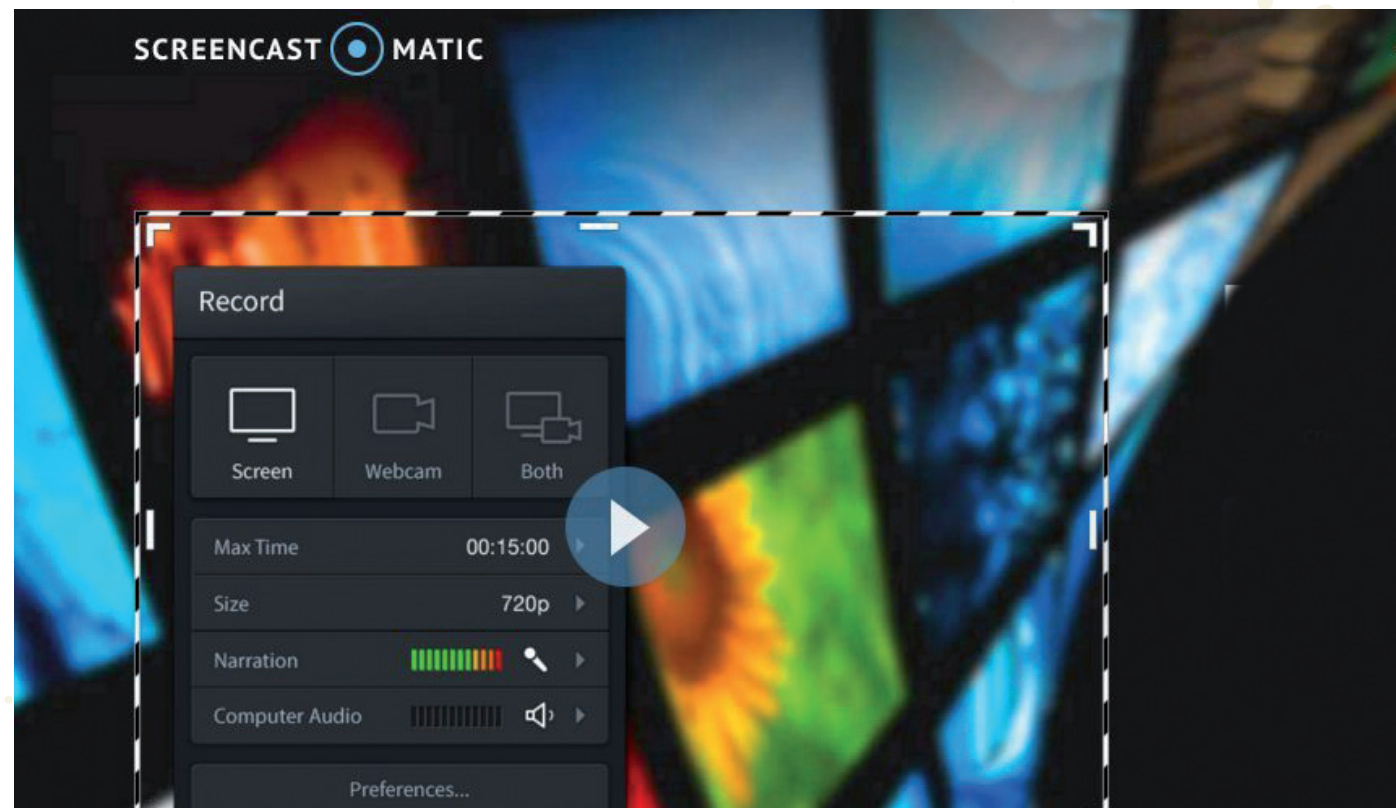 SCREENCAST MATIC
Record
Screen Webcam Both
Max Time 00:15:00
Size 720p
Narration
Computer Audio
Preferences...